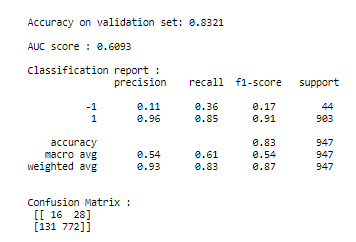 Accuracy on validation set: 0.8321
AUC score : 0.6093
Classification report :
precision recall f1-score support
-1 0.11 0.36 0.17 44
1 0.96 0.85 0.91 903
accuracy 0.83 947
macro avg 0.54 0.61 0.54 947
weighted avg 0.93 0.83 0.87 947
Confusion Matrix :
[[ 16 28]
[131 772]]